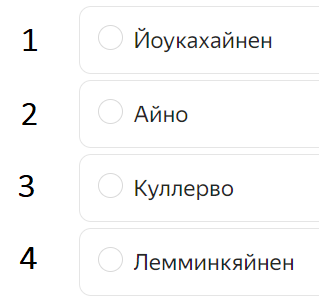 1 Йоукахайнен
2 Айно
3 Куллерво
4 Лемминкяйнен